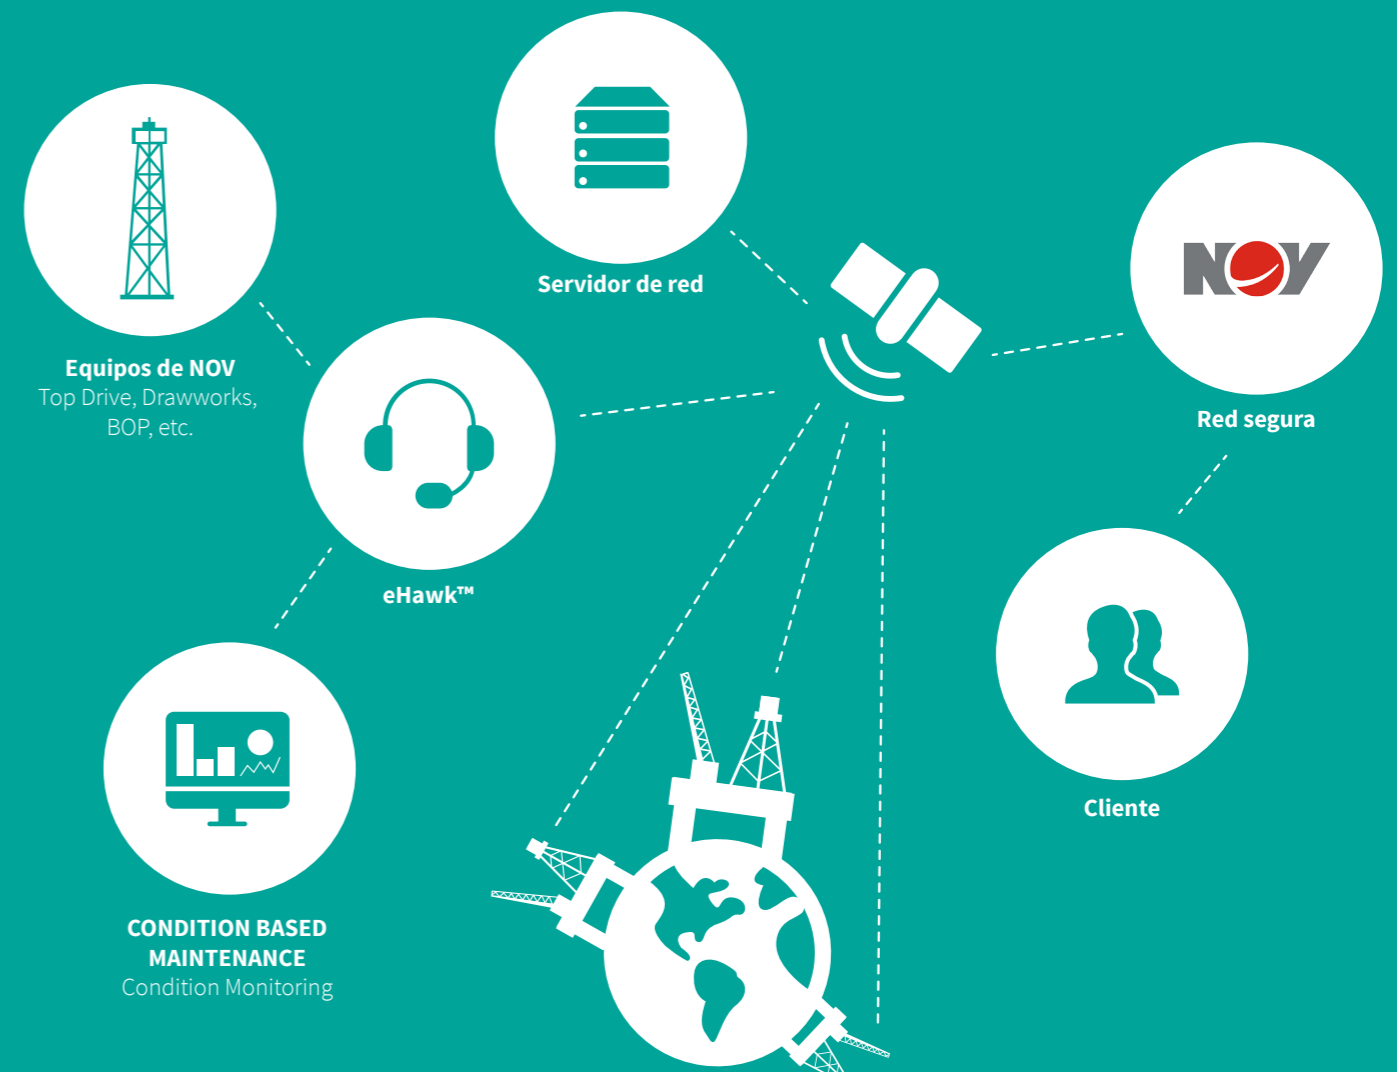 Servidor de red
NOV
Equipos de NOV
Top Drive, Drawworks,
BOP, etc.
Red segura
eHawk™
Cliente
CONDITION BASED
MAINTENANCE
Condition Monitoring